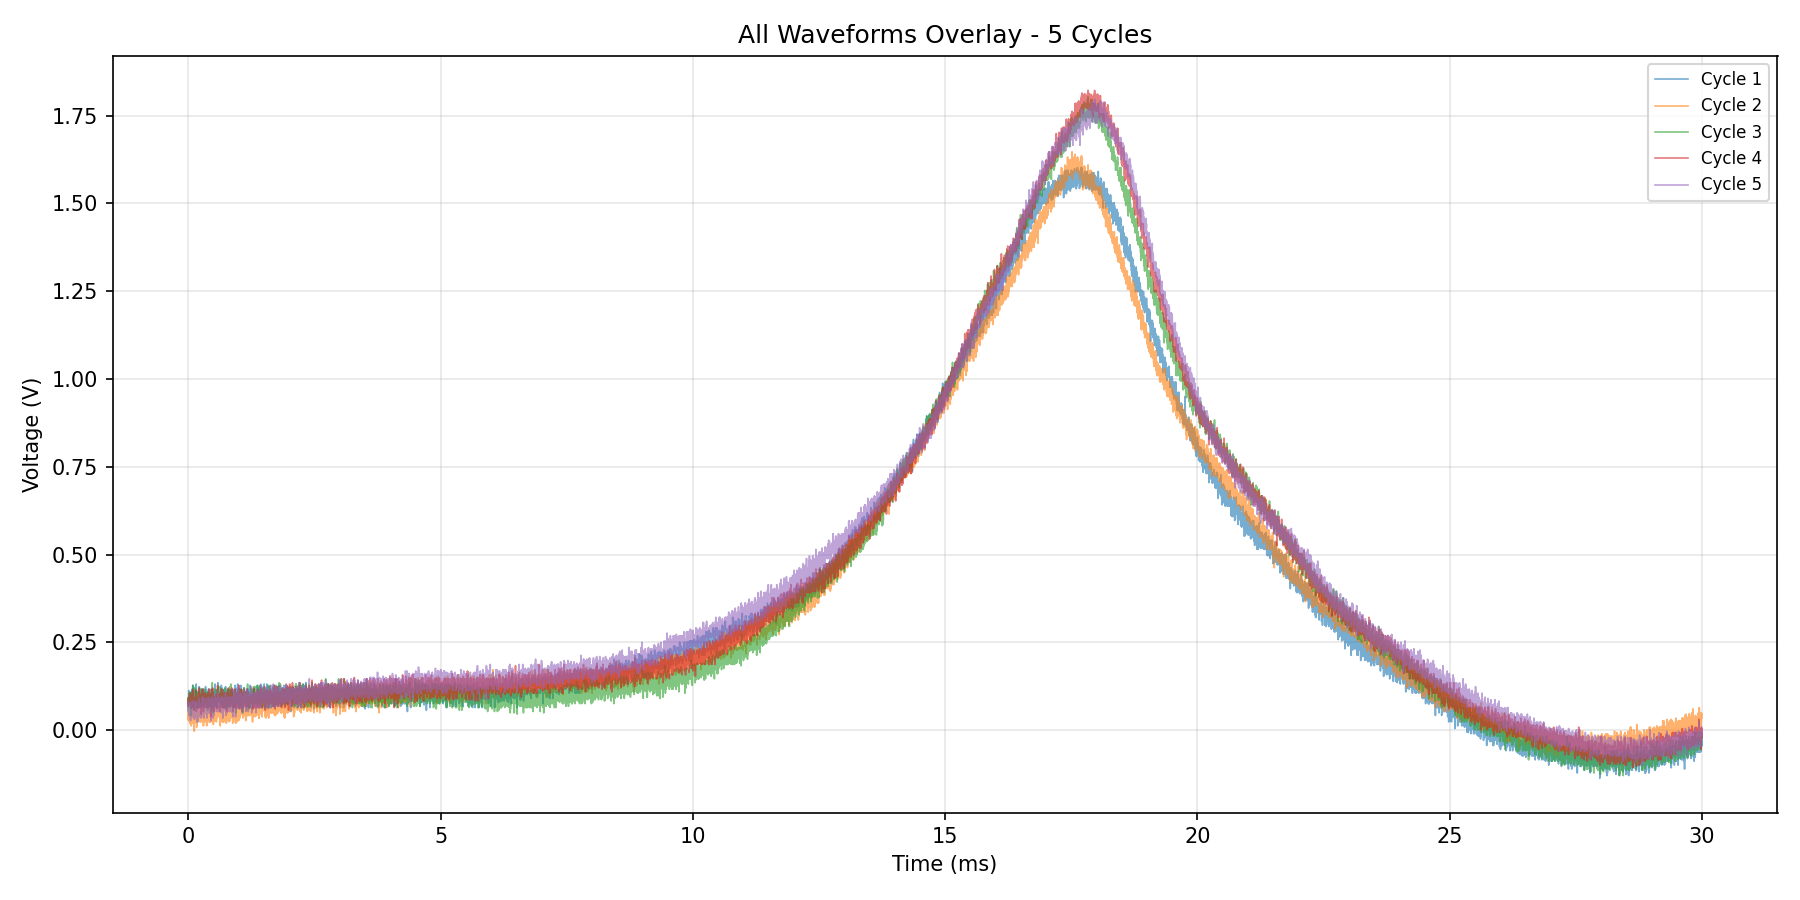 All Waveforms Overlay - 5 Cycles
Cycle 1
Cycle 2
Cycle 3
Cycle 4
Cycle 5
Voltage (V)
1.75
1.50
1.25
1.00
0.75
0.50
0.25
0.00
0
5
10
15
20
25
30
Time (ms)